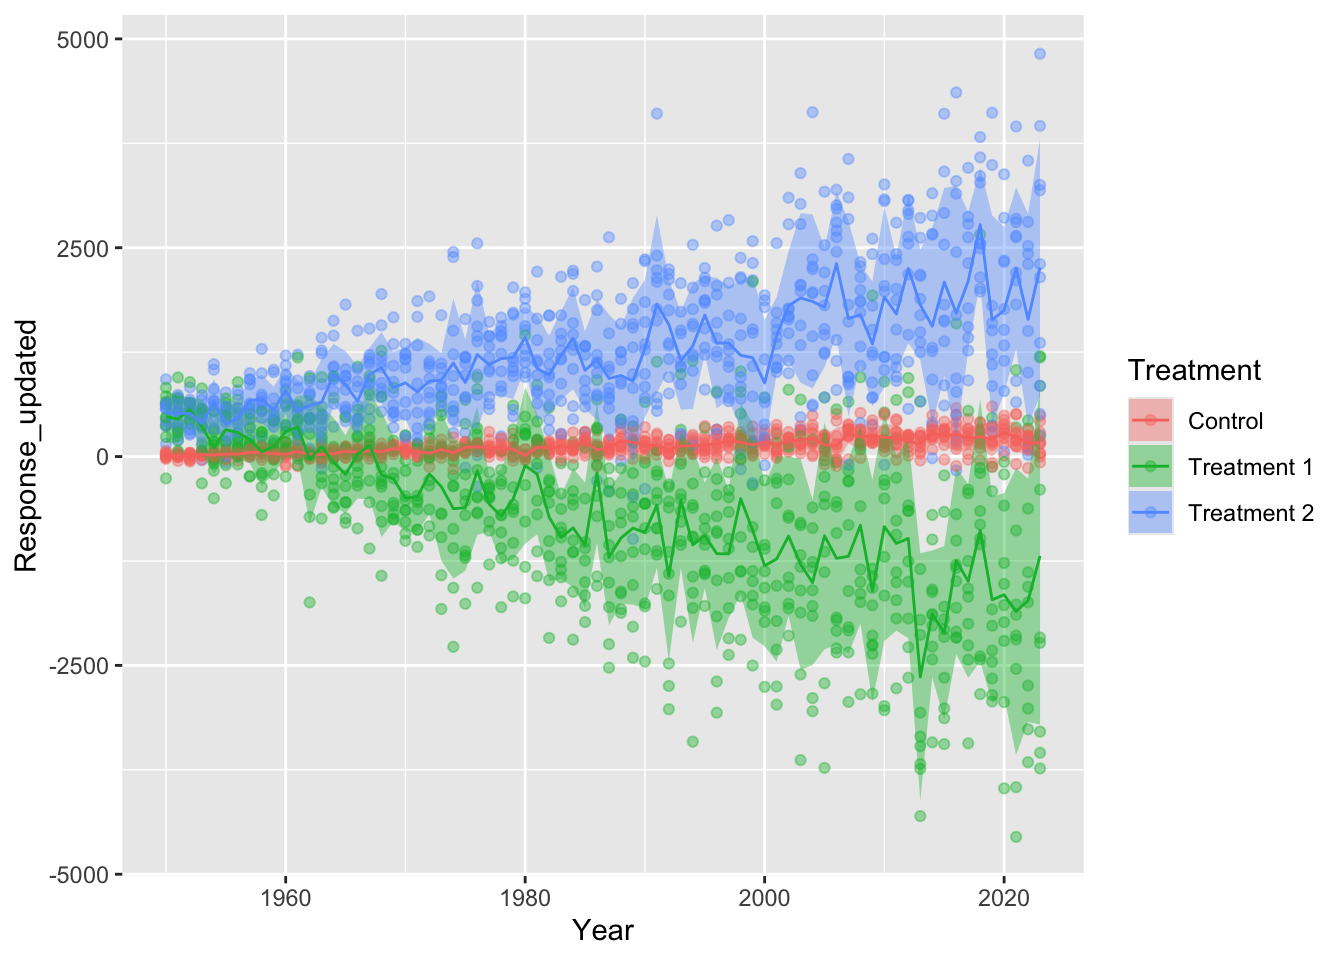 5000
2500
0
-2500
-5000
Response_updated
1960
1980
2000
2020
Year
Treatment
Control
Treatment 1
Treatment 2